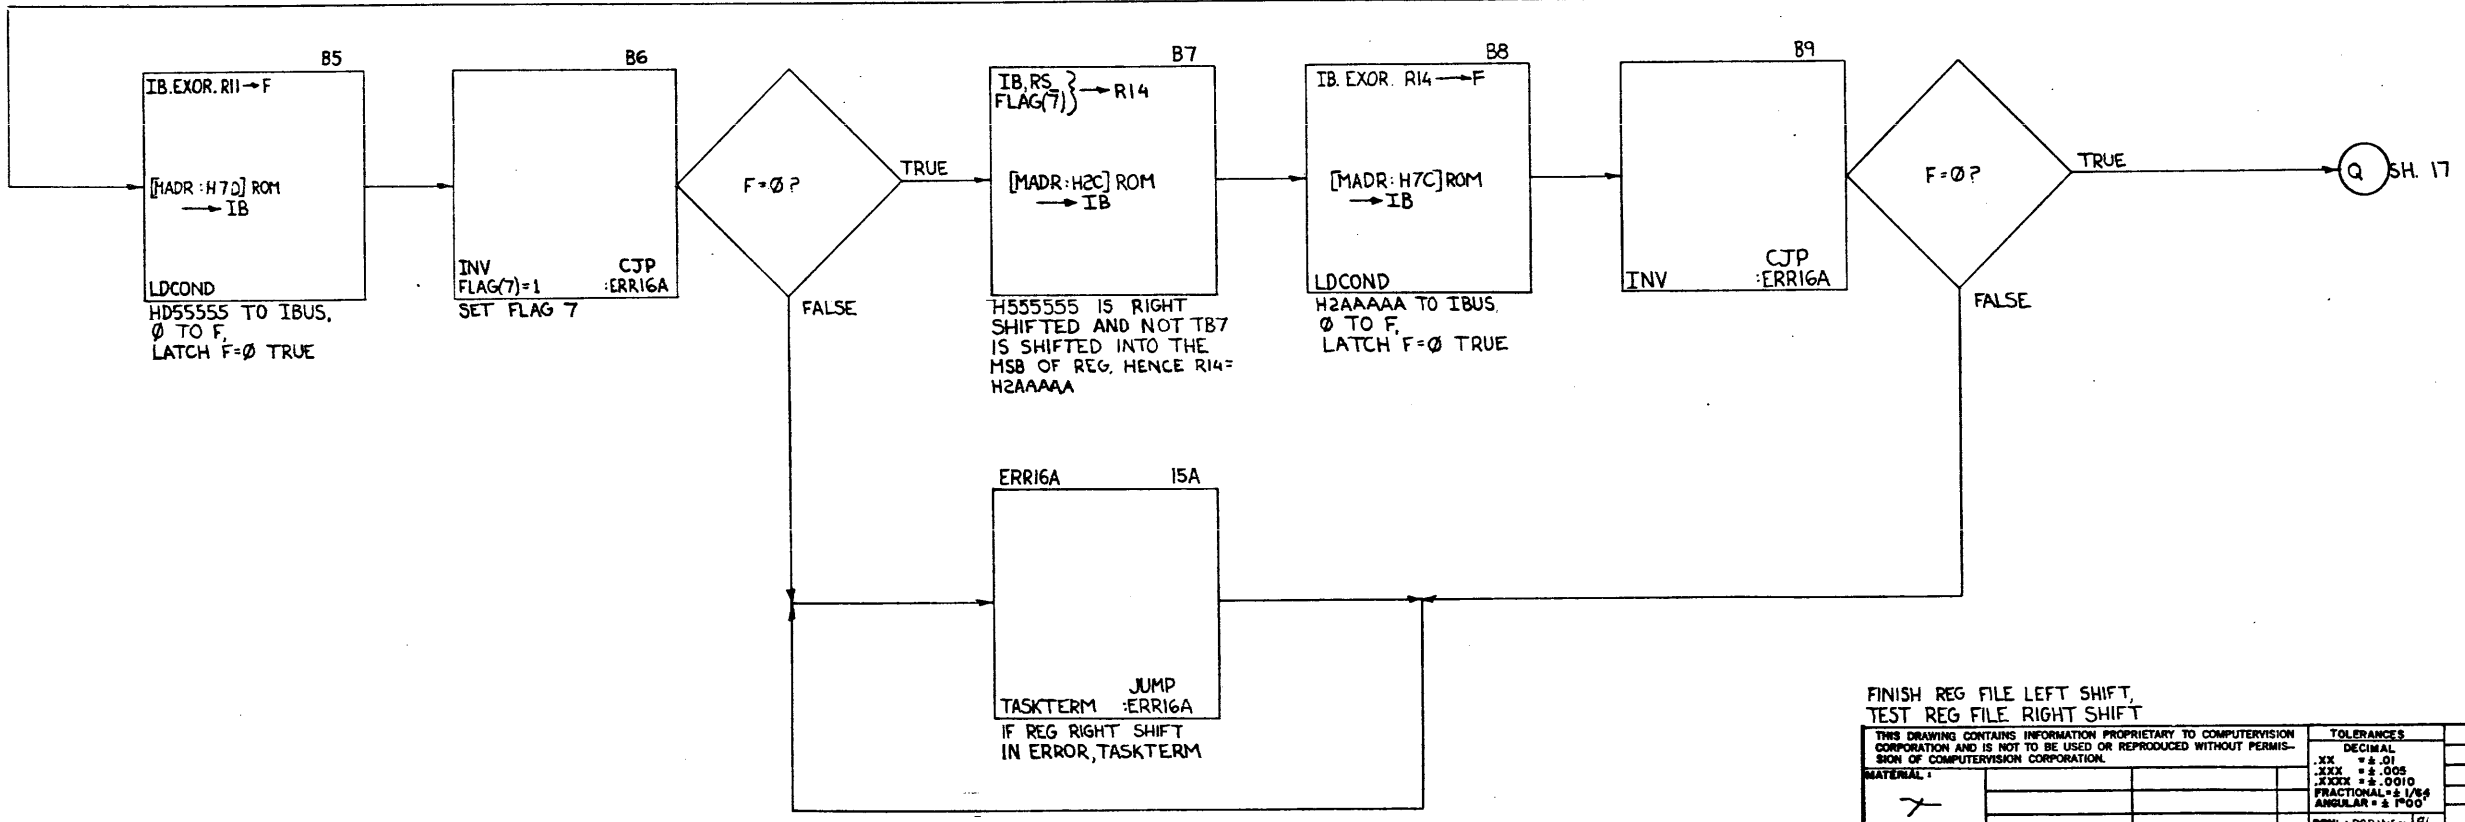 B5
IB.EXOR.R11→F
[MADR:H7D] ROM
→ IB
LDCOND
HD55555 TO IBUS,
Ø TO F,
LATCH F=Ø TRUE
B6
INV
CJP
FLAG(7)=1 :ERR16A
SET FLAG 7
F=Ø?
TRUE
FALSE
B7
IB,RS
FLAG(7)} → R14
[MADR:H2C] ROM
→ IB
H555555 IS RIGHT
SHIFTED AND NOT TB7
IS SHIFTED INTO THE
MSB OF REG, HENCE R14=
H2AAAAA
B8
IB.EXOR. R14→F
[MADR:H7C] ROM
→ IB
LDCOND
H2AAAAA TO IBUS,
Ø TO F,
LATCH F=Ø TRUE
B9
CJP
INV :ERR16A
F=Ø?
TRUE
FALSE
Q SH. 17
ERR16A 15A
JUMP
TASKTERM :ERR16A
IF REG RIGHT SHIFT
IN ERROR, TASKTERM
FINISH REG FILE LEFT SHIFT,
TEST REG FILE RIGHT SHIFT
THIS DRAWING CONTAINS INFORMATION PROPRIETARY TO COMPUTERVISION
CORPORATION AND IS NOT TO BE USED OR REPRODUCED WITHOUT PERMIS-
SION OF COMPUTERVISION CORPORATION.
MATERIAL:
TOLERANCES
DECIMAL
.XX = ± .01
.XXX = ± .005
.XXXX = ± .0010
FRACTIONAL = ± 1/64
ANGULAR = ± 1°00'